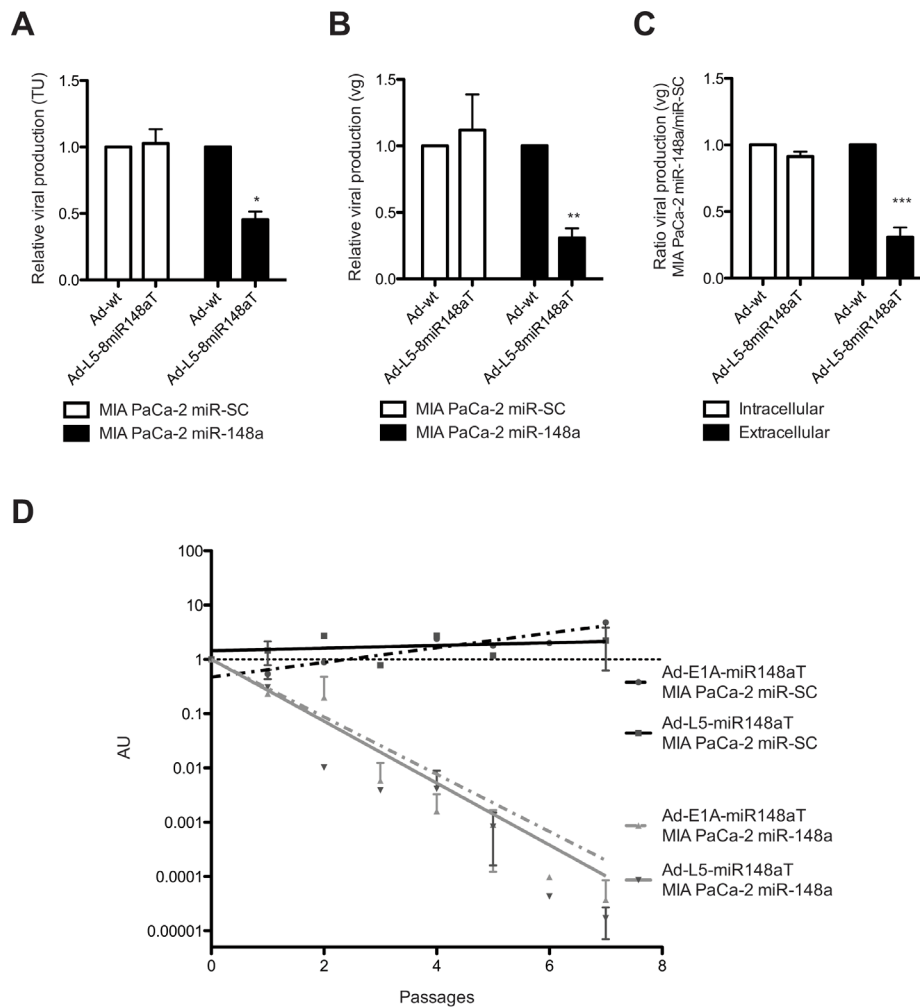 A
B
C
Relative viral production (TU)
1.5
1.0
0.5
0.0
Ad-wt
Ad-L5-8miR148aT
Ad-wt
Ad-L5-8miR148aT
*
MIA PaCa-2 miR-SC
MIA PaCa-2 miR-148a
Relative viral production (vg)
1.5
1.0
0.5
0.0
Ad-wt
Ad-L5-8miR148aT
Ad-wt
Ad-L5-8miR148aT
**
MIA PaCa-2 miR-SC
MIA PaCa-2 miR-148a
Ratio viral production (vg)
MIA PaCa-2 miR-148a/miR-SC
1.5
1.0
0.5
0.0
Ad-wt
Ad-L5-8miR148aT
Ad-wt
Ad-L5-8miR148aT
***
Intracellular
Extracellular
D
AU
100
10
1
0.1
0.01
0.001
0.0001
0.00001
0
2
4
6
8
Passages
Ad-E1A-miR148aT
MIA PaCa-2 miR-SC
Ad-L5-miR148aT
MIA PaCa-2 miR-SC
Ad-E1A-miR148aT
MIA PaCa-2 miR-148a
Ad-L5-miR148aT
MIA PaCa-2 miR-148a